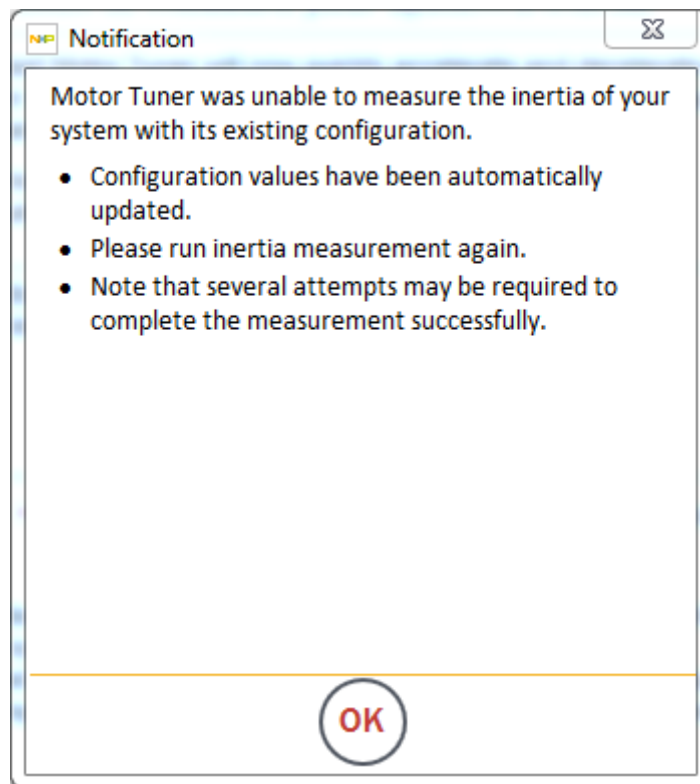 NXP Notification
Motor Tuner was unable to measure the inertia of your
system with its existing configuration.
• Configuration values have been automatically
updated.
• Please run inertia measurement again.
• Note that several attempts may be required to
complete the measurement successfully.
OK